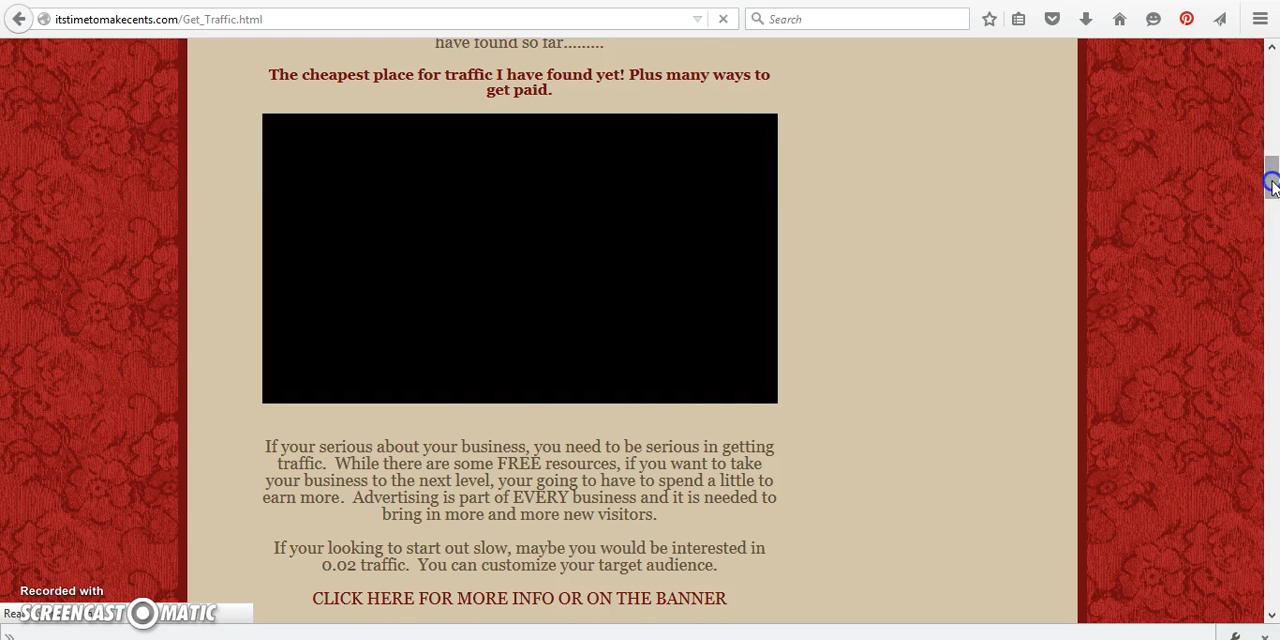 itstimetomakecents.com/Get_Traffic.html
Search
have found so far.........
The cheapest place for traffic I have found yet! Plus many ways to
get paid.
If your serious about your business, you need to be serious in getting
traffic.  While there are some FREE resources, if you want to take
your business to the next level, your going to have to spend a little to
earn more.  Advertising is part of EVERY business and it is needed to
bring in more and more new visitors.
If your looking to start out slow, maybe you would be interested in
0.02 traffic.  You can customize your target audience.
CLICK HERE FOR MORE INFO OR ON THE BANNER
Recorded with
SCREENCAST MATIC